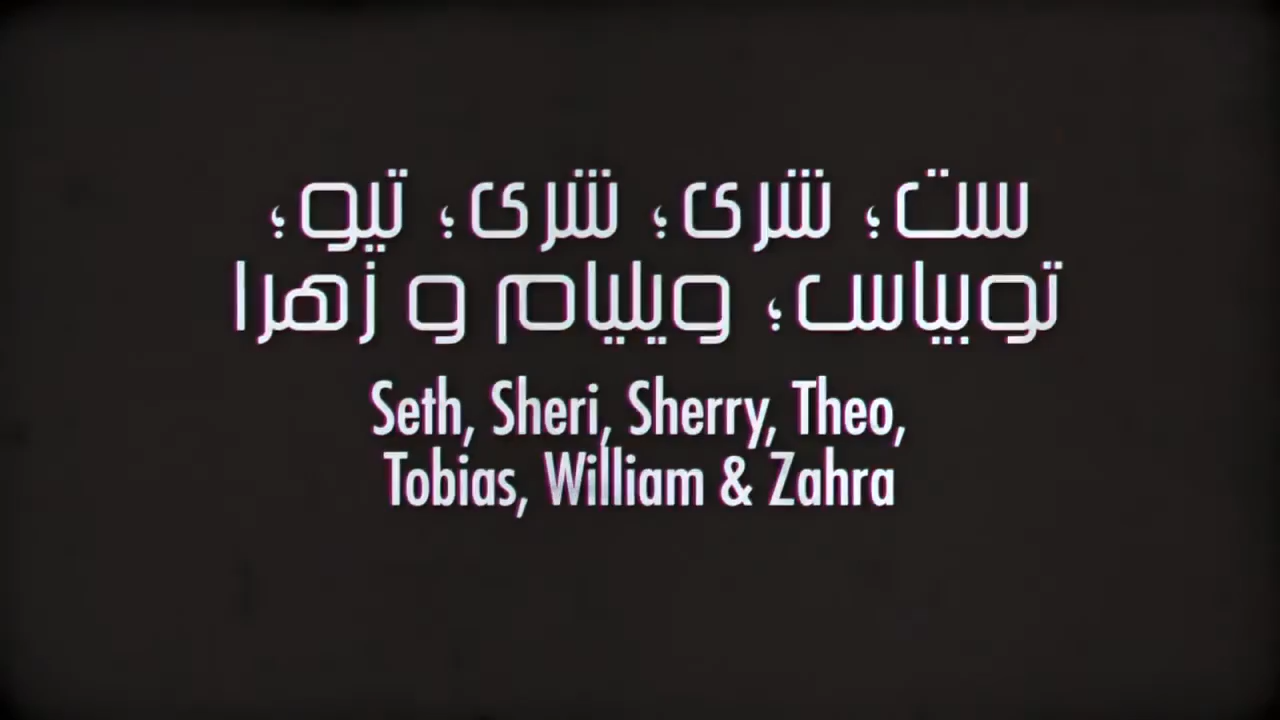 ست؛ شری؛ شری؛ تیو؛
توبیاس؛ ویلیام و زهرا
Seth, Sheri, Sherry, Theo,
Tobias, William & Zahra